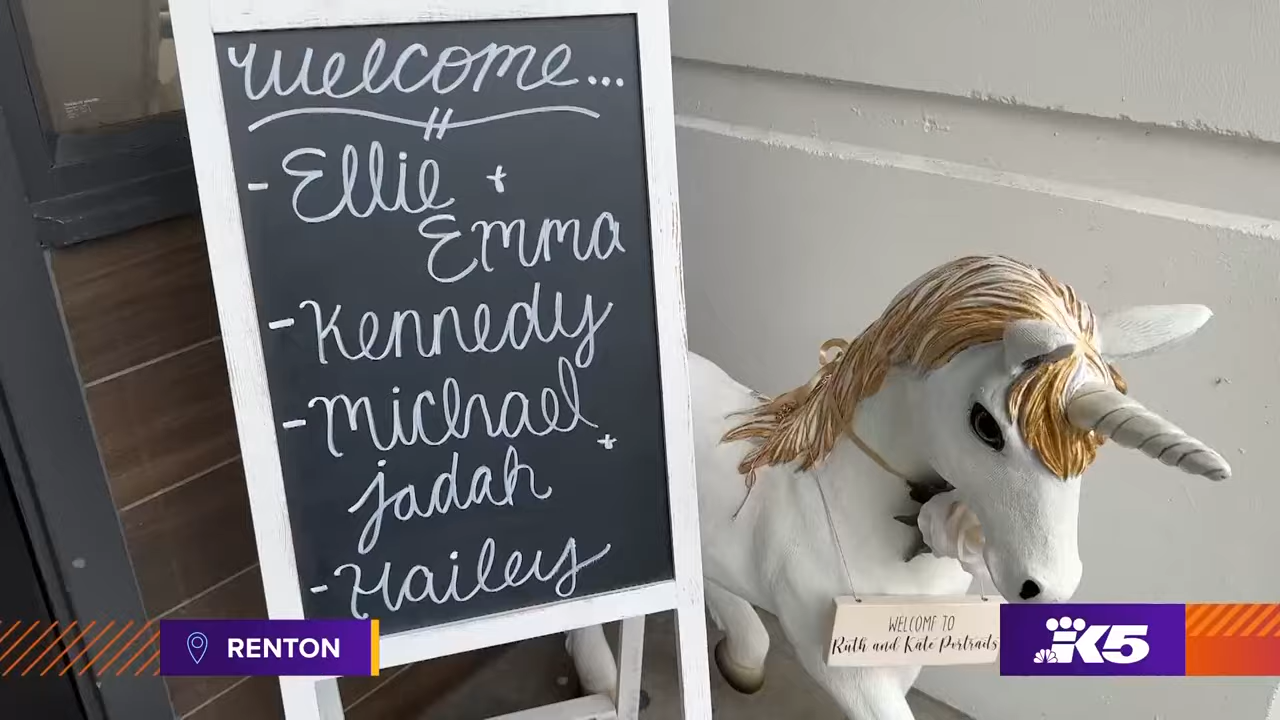 Welcome...
- Ellie +
Emma
- Kennedy
- Michael
+
Jadah
- Hailey
WELCOME TO
Ruth and Kate Portraits
RENTON
K5